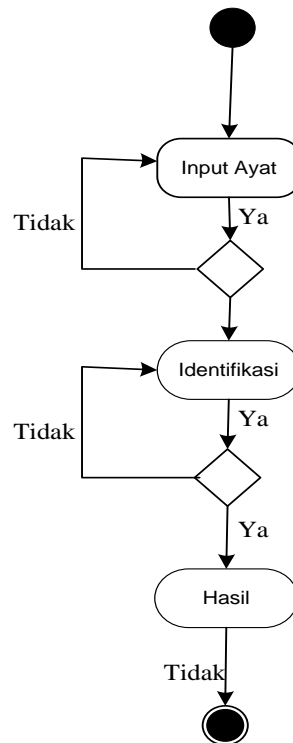 Input Ayat
Tidak
Ya
Identifikasi
Tidak
Ya
Ya
Hasil
Tidak